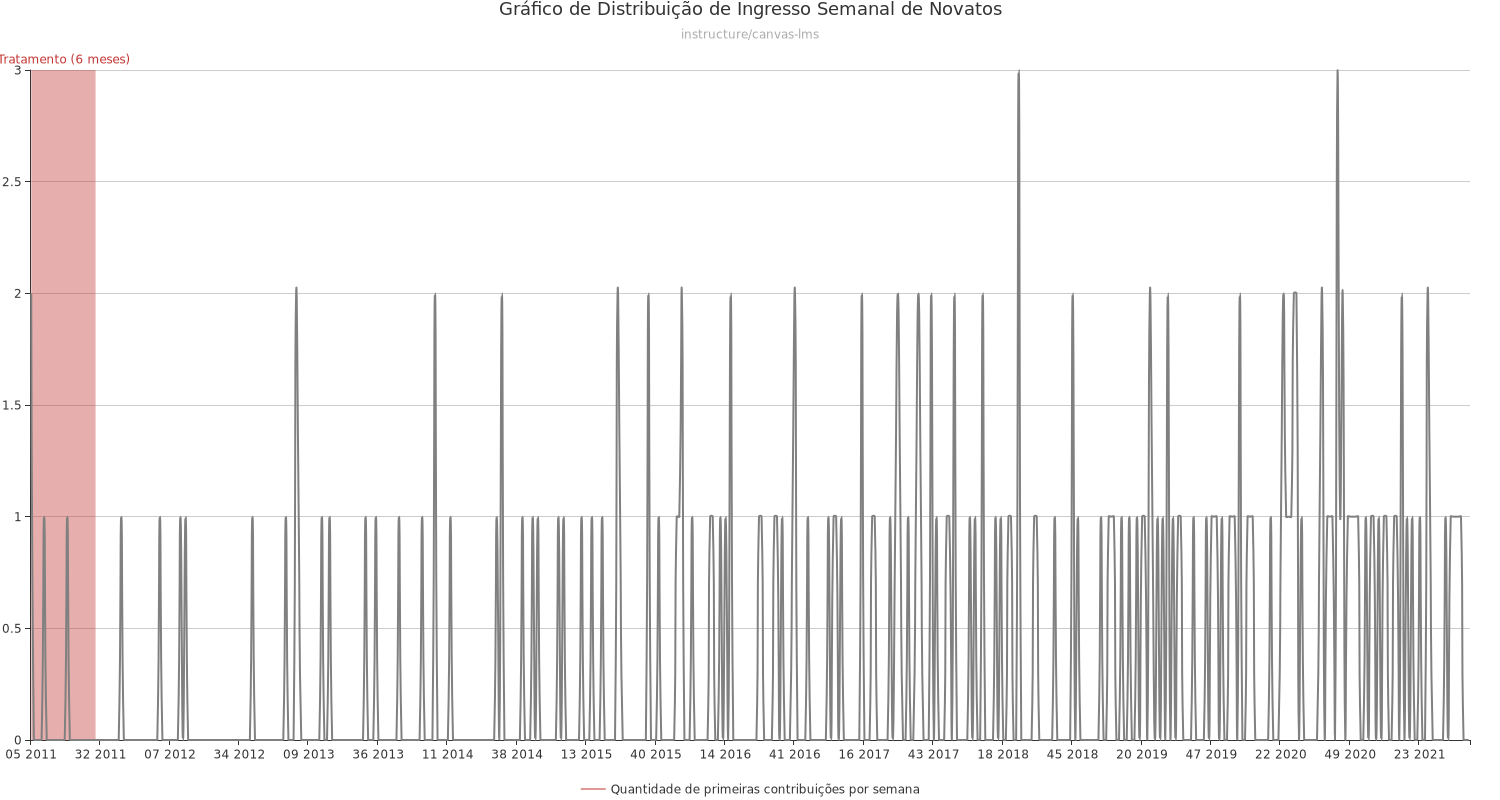 Gráfico de Distribuição de Ingresso Semanal de Novatos
instructure/canvas-lms
Tratamento (6 meses)
3
2.5
2
1.5
1
0.5
0
05 2011 32 2011 07 2012 34 2012 09 2013 36 2013 11 2014 38 2014 13 2015 40 2015 14 2016 41 2016 16 2017 43 2017 18 2018 45 2018 20 2019 47 2019 22 2020 49 2020 23 2021
Quantidade de primeiras contribuições por semana